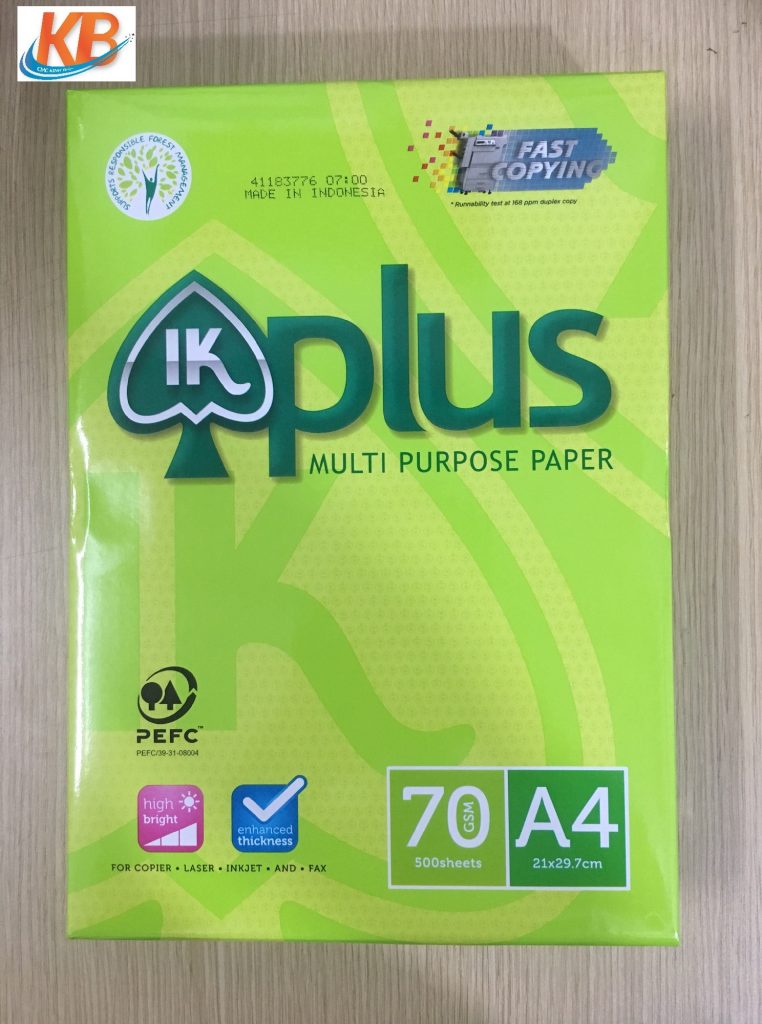 KB
SUPPORTS RESPONSIBLE FOREST MANAGEMENT
41183776 07:00
MADE IN INDONESIA
FAST
COPYING
* Runnability test at 168 ppm duplex copy
IK plus
MULTI PURPOSE PAPER
PEFC™
PEFC/39-31-08004
high
bright
enhanced
thickness
FOR COPIER • LASER • INKJET • AND • FAX
70 GSM
500sheets
A4
21x29.7cm